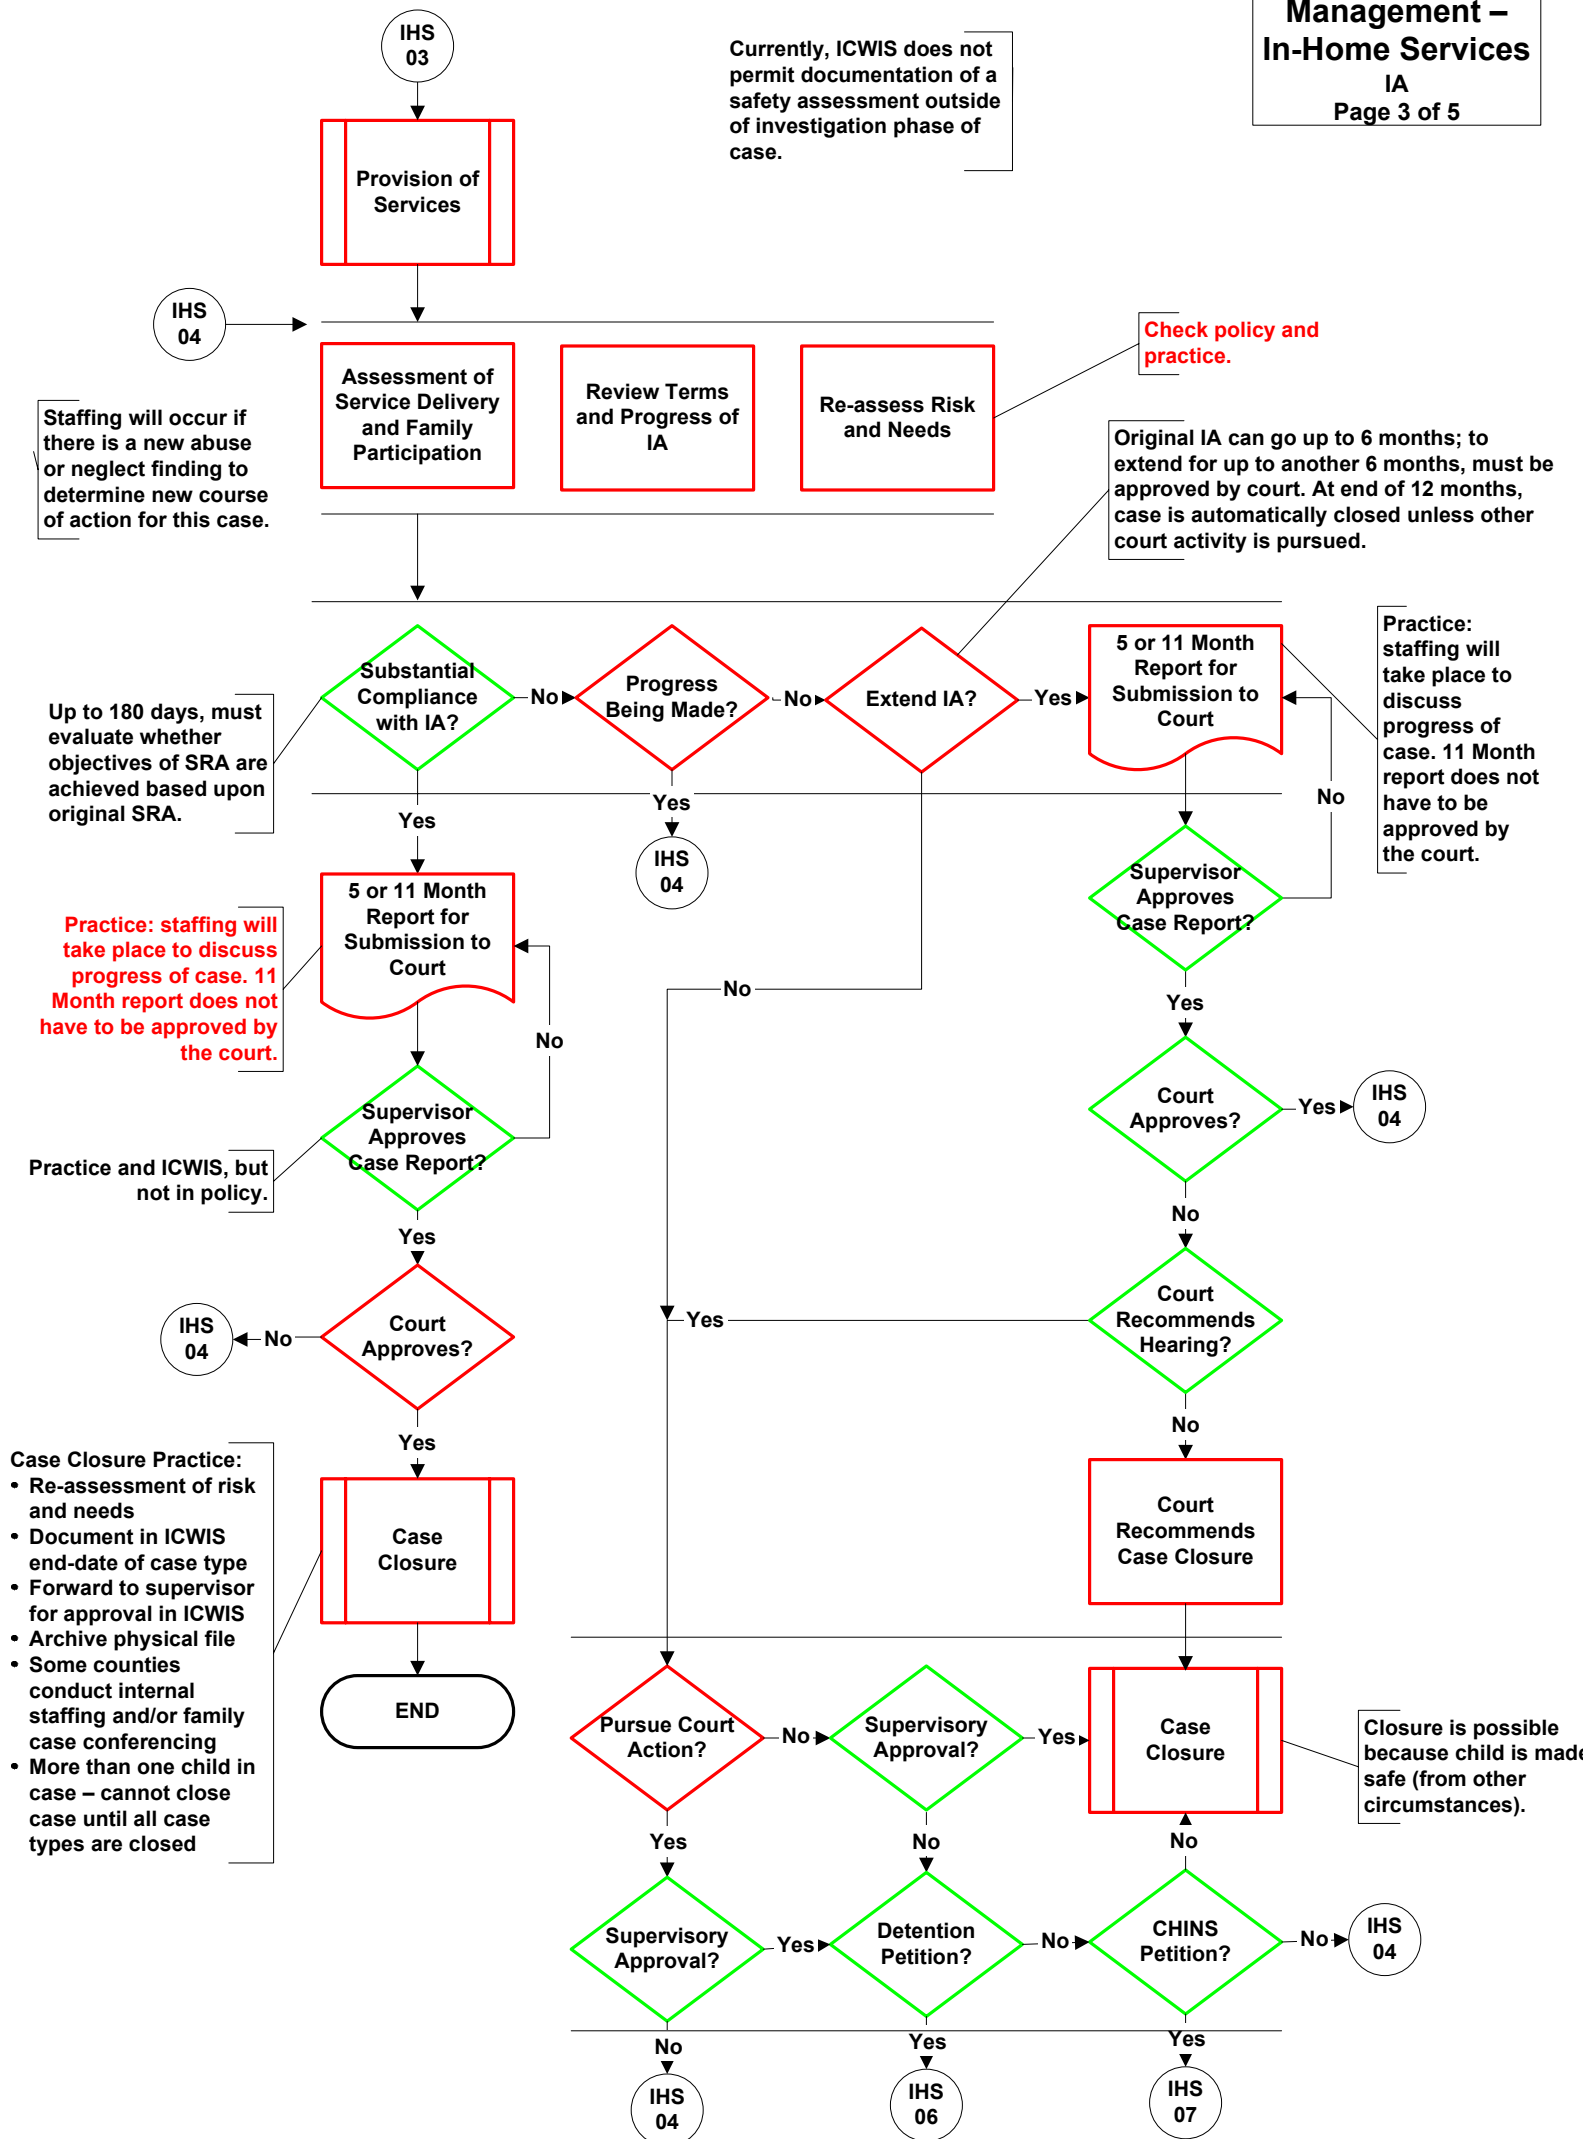 IHS
03
Currently, ICWIS does not
permit documentation of a
safety assessment outside
of investigation phase of
case.
Management –
In-Home Services
IA
Page 3 of 5
Provision of
Services
IHS
04
Check policy and
practice.
Assessment of
Service Delivery
and Family
Participation
Review Terms
and Progress of
IA
Re-assess Risk
and Needs
Staffing will occur if
there is a new abuse
or neglect finding to
determine new course
of action for this case.
Original IA can go up to 6 months; to
extend for up to another 6 months, must be
approved by court. At end of 12 months,
case is automatically closed unless other
court activity is pursued.
Substantial
Compliance
with IA?
No
Progress
Being Made?
No
Extend IA?
Yes
5 or 11 Month
Report for
Submission to
Court
Practice:
staffing will
take place to
discuss
progress of
case. 11 Month
report does not
have to be
approved by
the court.
Up to 180 days, must
evaluate whether
objectives of SRA are
achieved based upon
original SRA.
Yes
Yes
No
IHS
04
Supervisor
Approves
Case Report?
5 or 11 Month
Report for
Submission to
Court
Practice: staffing will
take place to discuss
progress of case. 11
Month report does not
have to be approved by
the court.
No
No
Yes
Supervisor
Approves
Case Report?
Court
Approves?
Yes
IHS
04
Practice and ICWIS, but
not in policy.
Yes
No
Court
Approves?
No
IHS
04
Yes
Court
Recommends
Hearing?
Yes
No
Case Closure Practice:
• Re-assessment of risk
and needs
• Document in ICWIS
end-date of case type
• Forward to supervisor
for approval in ICWIS
• Archive physical file
• Some counties
conduct internal
staffing and/or family
case conferencing
• More than one child in
case – cannot close
case until all case
types are closed
Case
Closure
Court
Recommends
Case Closure
END
Pursue Court
Action?
No
Supervisory
Approval?
Yes
Case
Closure
Closure is possible
because child is made
safe (from other
circumstances).
Yes
No
No
Supervisory
Approval?
Yes
Detention
Petition?
No
CHINS
Petition?
No
IHS
04
No
Yes
Yes
IHS
04
IHS
06
IHS
07